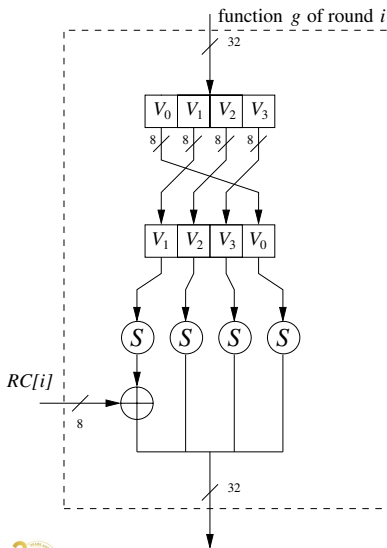 function g of round i
32
V0 V1 V2 V3
8 8 8 8
V1 V2 V3 V0
S S S S
RC[i]
8
32